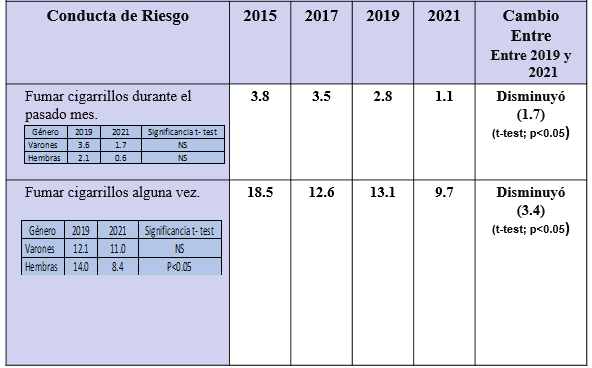 Conducta de Riesgo 2015 2017 2019 2021 Cambio
Entre
Entre 2019 y
2021
Fumar cigarrillos durante el
pasado mes.
3.8 3.5 2.8 1.1 Disminuyó
(1.7)
(t-test; p<0.05)
Género 2019 2021 Significancia t- test
Varones 3.6 1.7 NS
Hembras 2.1 0.6 NS
Fumar cigarrillos alguna vez.
18.5 12.6 13.1 9.7 Disminuyó
(3.4)
(t-test; p<0.05)
Género 2019 2021 Significancia t- test
Varones 12.1 11.0 NS
Hembras 14.0 8.4 P<0.05